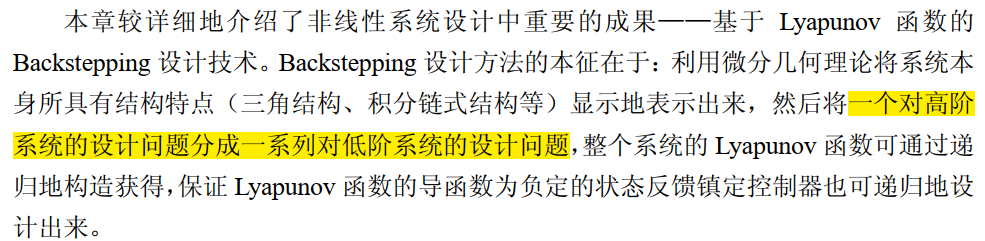 本章较详细地介绍了非线性系统设计中重要的成果——基于 Lyapunov 函数的
Backstepping 设计技术。Backstepping 设计方法的本征在于：利用微分几何理论将系统本
身所具有结构特点（三角结构、积分链式结构等）显示地表示出来，然后将一个对高阶
系统的设计问题分成一系列对低阶系统的设计问题，整个系统的 Lyapunov 函数可通过递
归地构造获得，保证 Lyapunov 函数的导函数为负定的状态反馈镇定控制器也可递归地设
计出来。